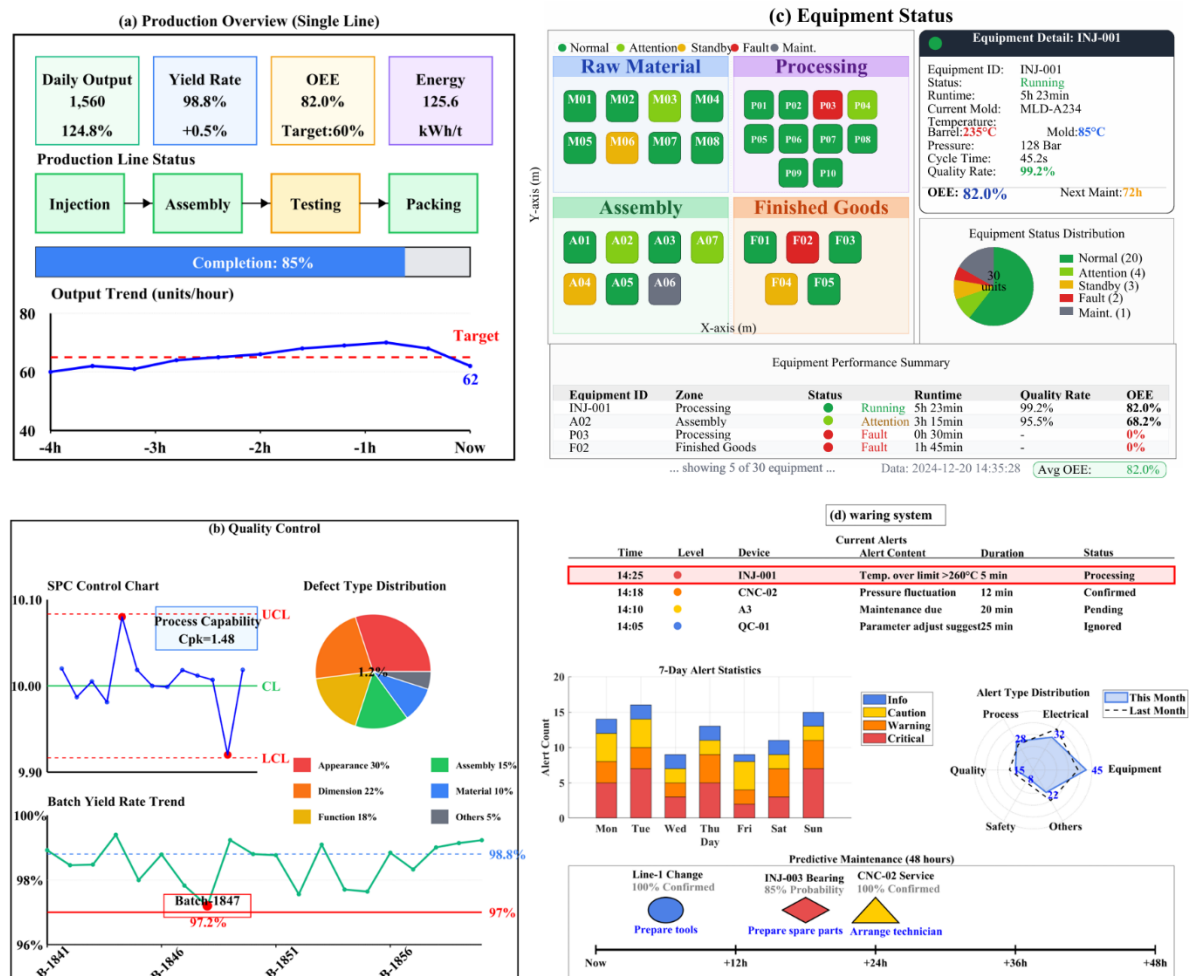 (a) Production Overview (Single Line)
Daily Output
1,560
124.8%
Yield Rate
98.8%
+0.5%
OEE
82.0%
Target:60%
Energy
125.6
kWh/t
Production Line Status
Injection
Assembly
Testing
Packing
Completion: 85%
Output Trend (units/hour)
80
60
40
Target
62
-4h -3h -2h -1h Now
(c) Equipment Status
Normal Attention Standby Fault Maint.
Raw Material
M01 M02 M03 M04
M05 M06 M07 M08
Processing
P01 P02 P03 P04
P05 P06 P07 P08
P09 P10
Assembly
A01 A02 A03 A07
A04 A05 A06
Finished Goods
F01 F02 F03
F04 F05
Y-axis (m)
X-axis (m)
Equipment Detail: INJ-001
Equipment ID: INJ-001
Status: Running
Runtime: 5h 23min
Current Mold: MLD-A234
Temperature:
Barrel:235°C Mold:85°C
Pressure: 128 Bar
Cycle Time: 45.2s
Quality Rate: 99.2%
OEE: 82.0% Next Maint:72h
Equipment Status Distribution
30
units
Normal (20)
Attention (4)
Standby (3)
Fault (2)
Maint. (1)
Equipment Performance Summary
Equipment ID Zone Status Runtime Quality Rate OEE
INJ-001 Processing Running 5h 23min 99.2% 82.0%
A02 Assembly Attention 3h 15min 95.5% 68.2%
P03 Processing Fault 0h 30min - 0%
F02 Finished Goods Fault 1h 45min - 0%
... showing 5 of 30 equipment ... Data: 2024-12-20 14:35:28 Avg OEE: 82.0%
(b) Quality Control
SPC Control Chart
10.10
10.00
9.90
UCL
CL
LCL
Process Capability
Cpk=1.48
Defect Type Distribution
1.2%
Appearance 30%
Dimension 22%
Function 18%
Assembly 15%
Material 10%
Others 5%
Batch Yield Rate Trend
100%
98%
96%
98.8%
97%
Batch-1847
97.2%
B-1841 B-1846 B-1851 B-1856
(d) waring system
Current Alerts
Time Level Device Alert Content Duration Status
14:25 INJ-001 Temp. over limit >260°C 5 min Processing
14:18 CNC-02 Pressure fluctuation 12 min Confirmed
14:10 A3 Maintenance due 20 min Pending
14:05 QC-01 Parameter adjust suggest 25 min Ignored
7-Day Alert Statistics
Alert Count
20
15
10
5
0
Mon Tue Wed Thu Fri Sat Sun
Day
Info
Caution
Warning
Critical
Alert Type Distribution
This Month
Last Month
Process
Electrical
Quality
Equipment
Safety
Others
28
32
15
45
8
22
Predictive Maintenance (48 hours)
Line-1 Change
100% Confirmed
Prepare tools
INJ-003 Bearing
85% Probability
Prepare spare parts
CNC-02 Service
100% Confirmed
Arrange technician
Now +12h +24h +36h +48h